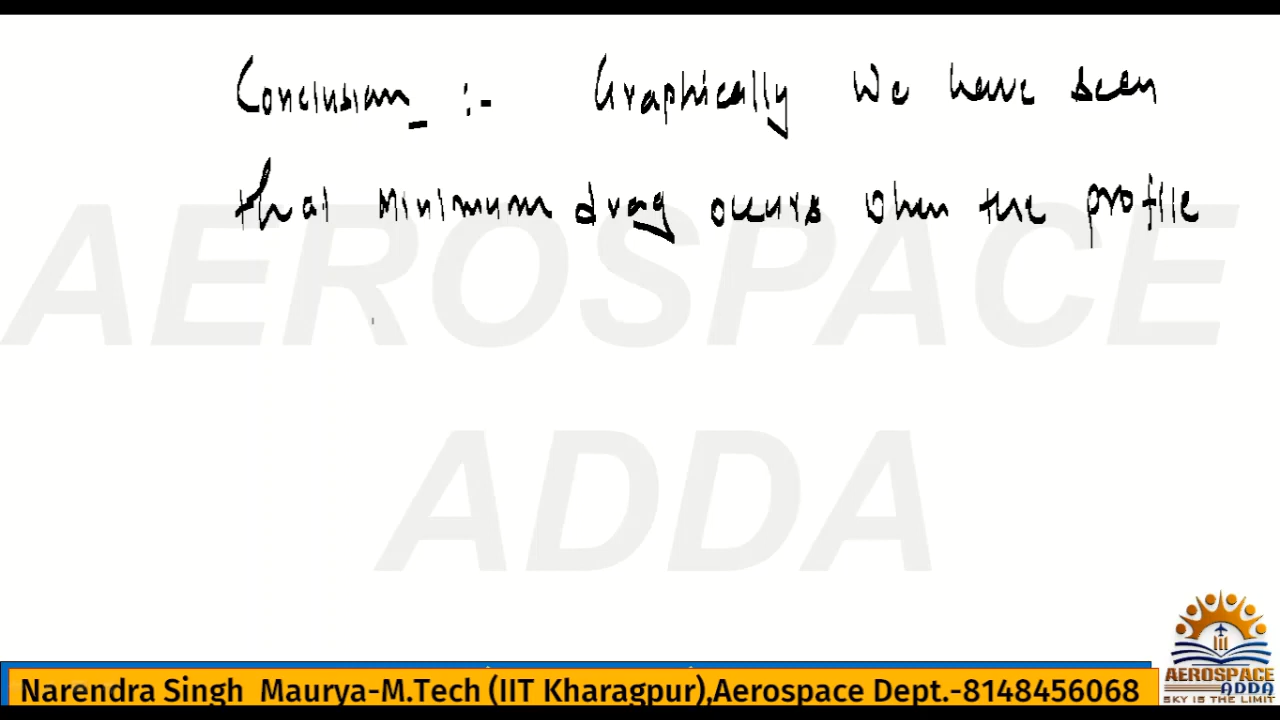 Conclusion :- Graphically We have seen
that Minimum drag occurs when the profile
AEROSPACE
ADDA
Narendra Singh Maurya-M.Tech (IIT Kharagpur),Aerospace Dept.-8148456068
AEROSPACE
ADDA
SKY IS THE LIMIT